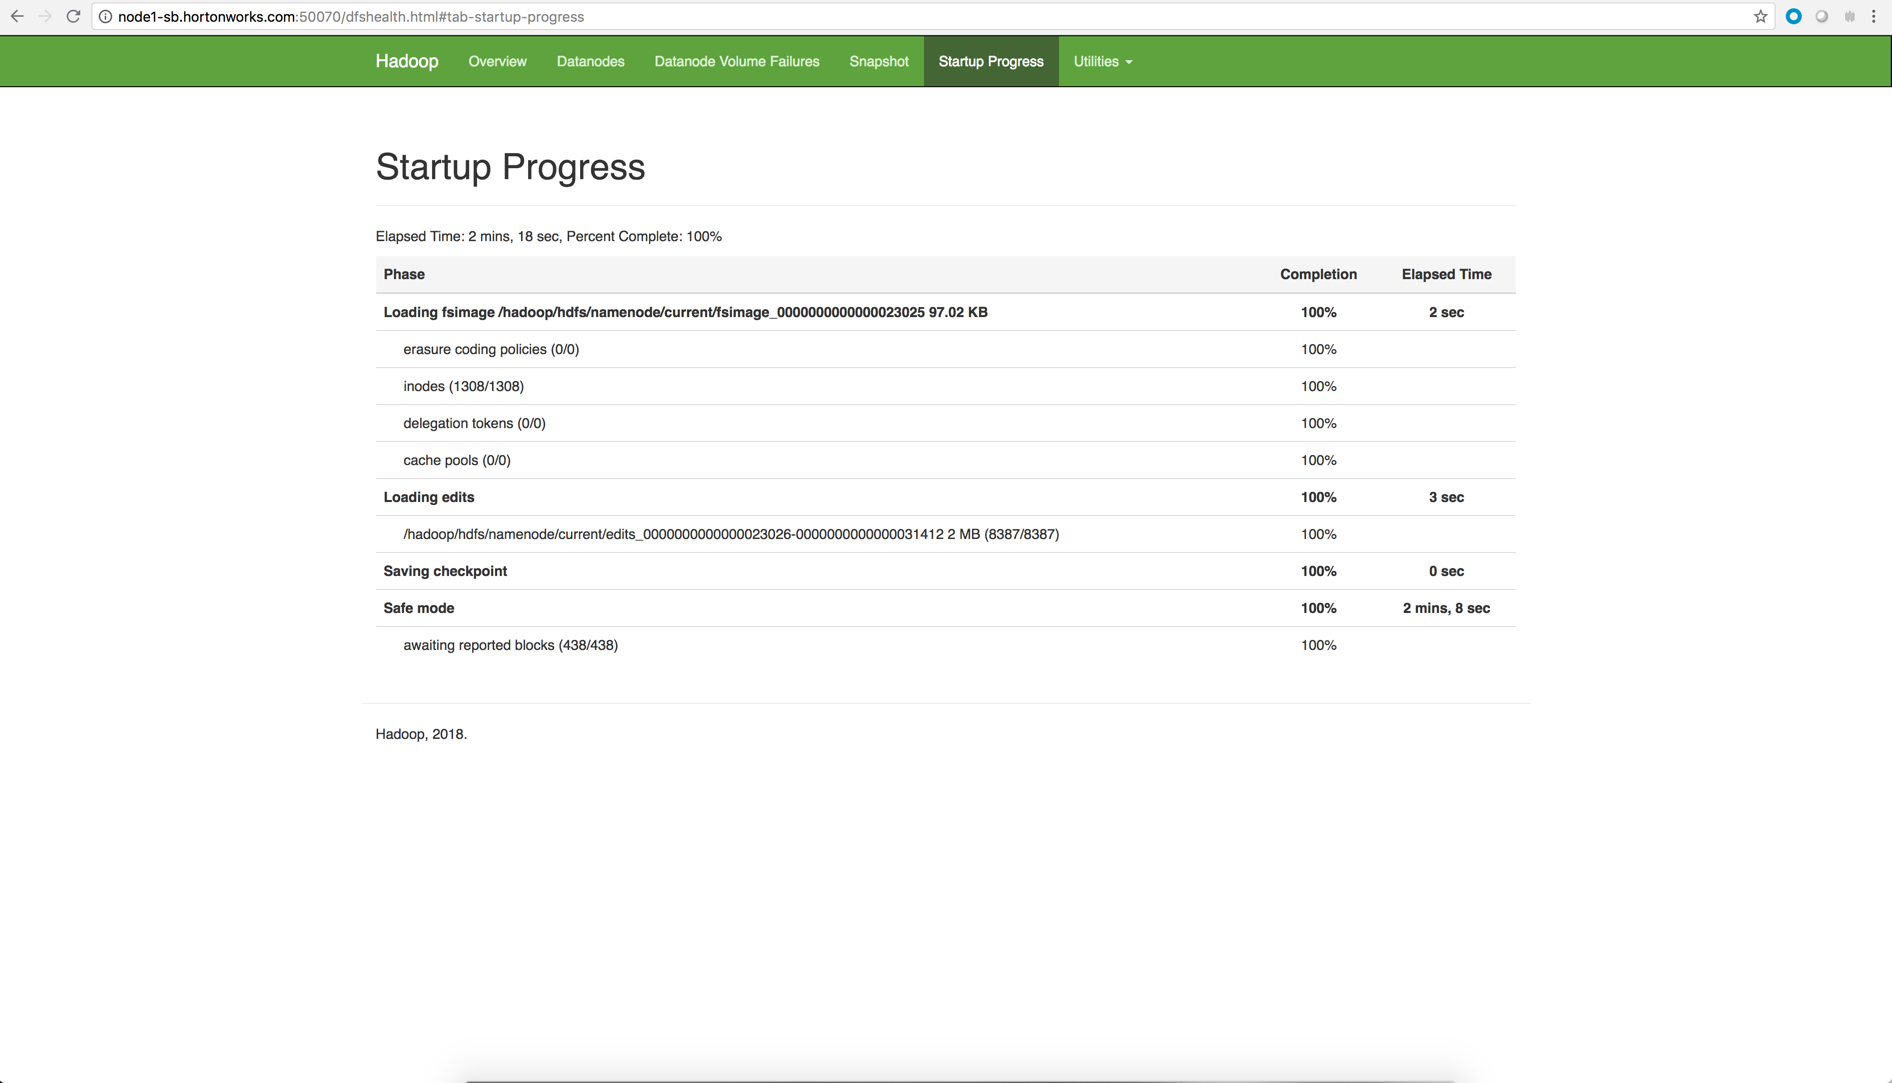 node1-sb.hortonworks.com:50070/dfshealth.html#tab-startup-progress
Hadoop Overview Datanodes Datanode Volume Failures Snapshot Startup Progress Utilities
Startup Progress
Elapsed Time: 2 mins, 18 sec, Percent Complete: 100%
Phase Completion Elapsed Time
Loading fsimage /hadoop/hdfs/namenode/current/fsimage_0000000000000023025 97.02 KB 100% 2 sec
erasure coding policies (0/0) 100%
inodes (1308/1308) 100%
delegation tokens (0/0) 100%
cache pools (0/0) 100%
Loading edits 100% 3 sec
/hadoop/hdfs/namenode/current/edits_0000000000000023026-0000000000000031412 2 MB (8387/8387) 100%
Saving checkpoint 100% 0 sec
Safe mode 100% 2 mins, 8 sec
awaiting reported blocks (438/438) 100%
Hadoop, 2018.